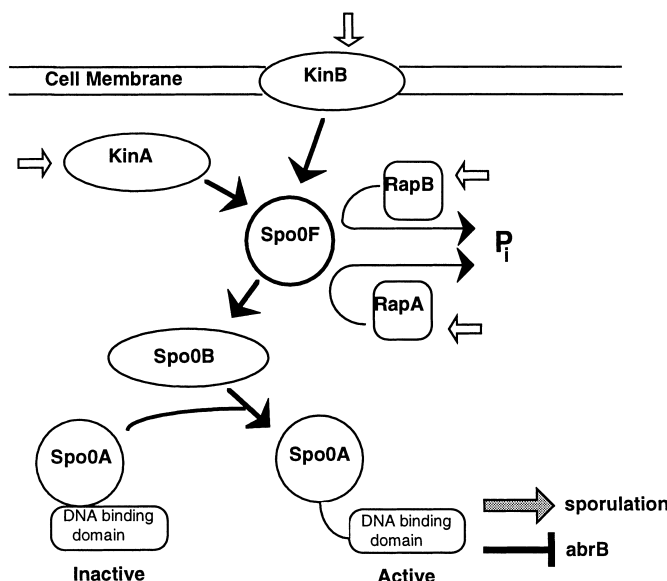 KinB
Cell Membrane
KinA
RapB
Spo0F
Pi
RapA
Spo0B
Spo0A
Spo0A
DNA binding
domain
DNA binding
domain
sporulation
abrB
Inactive
Active